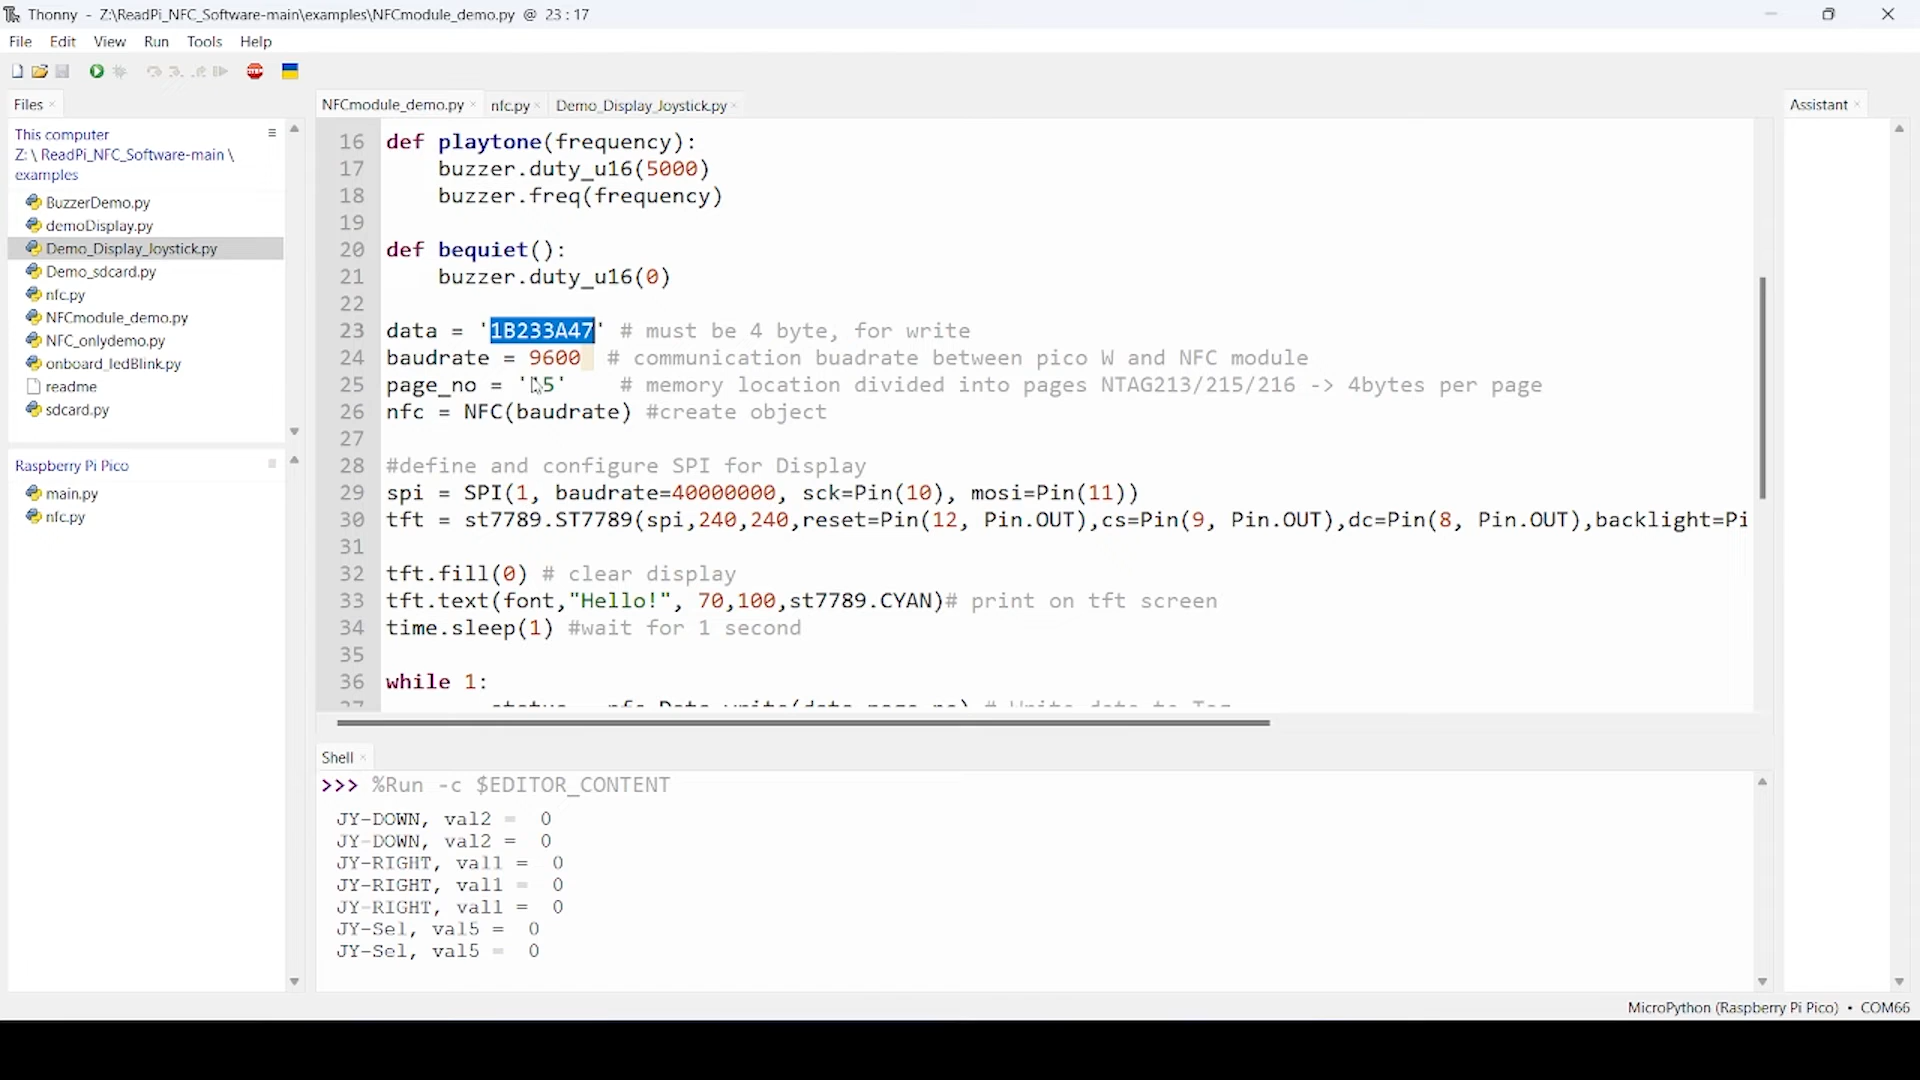 Thonny - Z:\ReadPi_NFC_Software-main\examples\NFCmodule_demo.py @ 23 : 17
File Edit View Run Tools Help
Files
This computer
Z: \ ReadPi_NFC_Software-main \
examples
BuzzerDemo.py
demoDisplay.py
Demo_Display_Joystick.py
Demo_sdcard.py
nfc.py
NFCmodule_demo.py
NFC_onlydemo.py
onboard_ledBlink.py
readme
sdcard.py
Raspberry Pi Pico
main.py
nfc.py
NFCmodule_demo.py nfc.py Demo_Display_Joystick.py
16 def playtone(frequency):
17 buzzer.duty_u16(5000)
18 buzzer.freq(frequency)
19
20 def bequiet():
21 buzzer.duty_u16(0)
22
23 data = '1B233A47' # must be 4 byte, for write
24 baudrate = 9600 # communication buadrate between pico W and NFC module
25 page_no = ' 5' # memory location divided into pages NTAG213/215/216 -> 4bytes per page
26 nfc = NFC(baudrate) #create object
27
28 #define and configure SPI for Display
29 spi = SPI(1, baudrate=40000000, sck=Pin(10), mosi=Pin(11))
30 tft = st7789.ST7789(spi,240,240,reset=Pin(12, Pin.OUT),cs=Pin(9, Pin.OUT),dc=Pin(8, Pin.OUT),backlight=Pi
31
32 tft.fill(0) # clear display
33 tft.text(font,"Hello!", 70,100,st7789.CYAN)# print on tft screen
34 time.sleep(1) #wait for 1 second
35
36 while 1:
Shell
>>> %Run -c $EDITOR_CONTENT
JY-DOWN, val2 = 0
JY-DOWN, val2 = 0
JY-RIGHT, val1 = 0
JY-RIGHT, val1 = 0
JY-RIGHT, val1 = 0
JY-Sel, val5 = 0
JY-Sel, val5 = 0
Assistant
MicroPython (Raspberry Pi Pico) • COM66